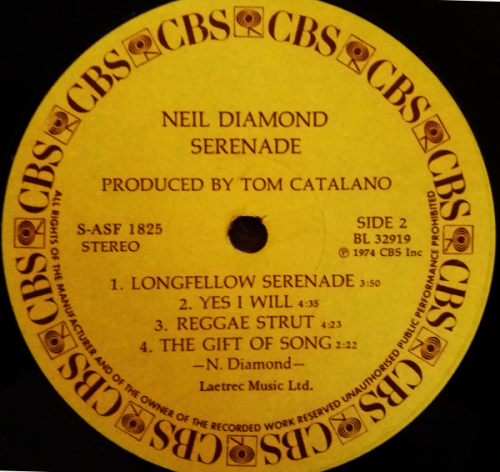 NEIL DIAMOND
SERENADE
PRODUCED BY TOM CATALANO
S-ASF 1825
STEREO
SIDE 2
BL 32919
Ⓟ 1974 CBS Inc
1. LONGFELLOW SERENADE 3:50
2. YES I WILL 4:35
3. REGGAE STRUT 4:23
4. THE GIFT OF SONG 2:22
—N. Diamond—
Laetrec Music Ltd.
ALL RIGHTS OF THE MANUFACTURER AND OF THE OWNER OF THE RECORDED WORK RESERVED UNAUTHORISED PUBLIC PERFORMANCE PROHIBITED
CBS CBS CBS CBS CBS CBS CBS CBS CBS CBS CBS CBS